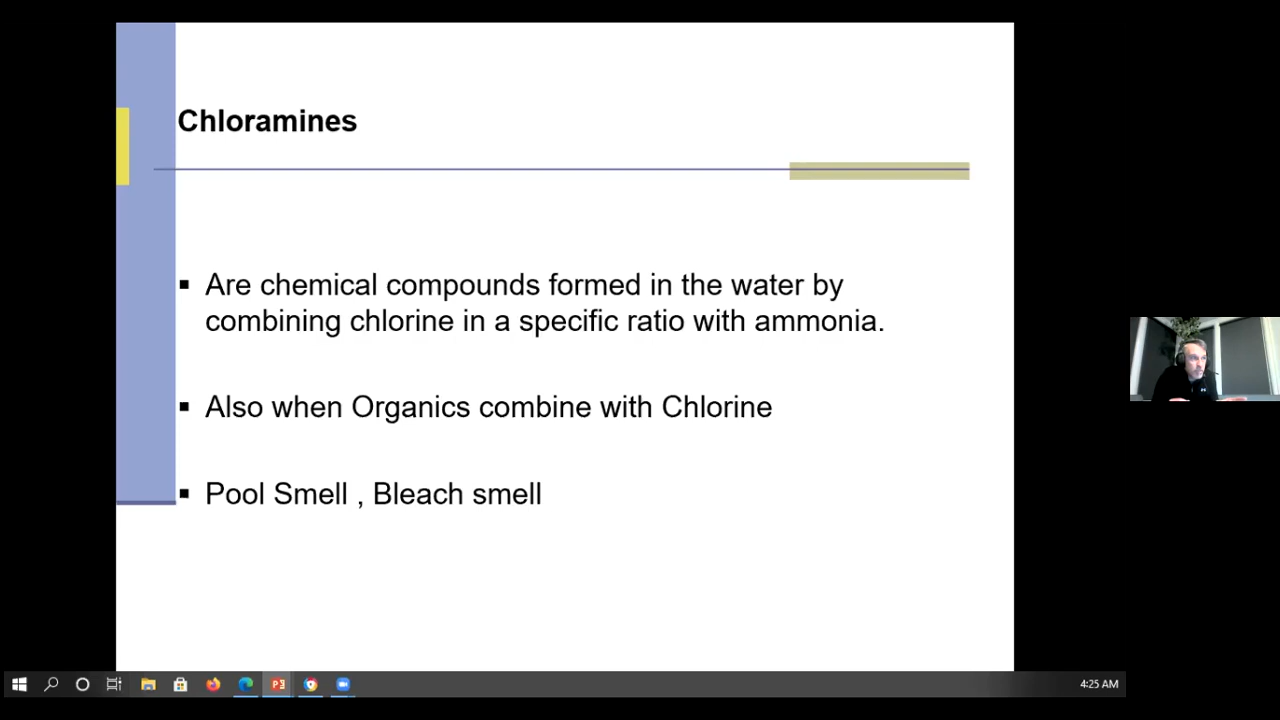 Chloramines
▪ Are chemical compounds formed in the water by
combining chlorine in a specific ratio with ammonia.
▪ Also when Organics combine with Chlorine
▪ Pool Smell , Bleach smell
4:25 AM